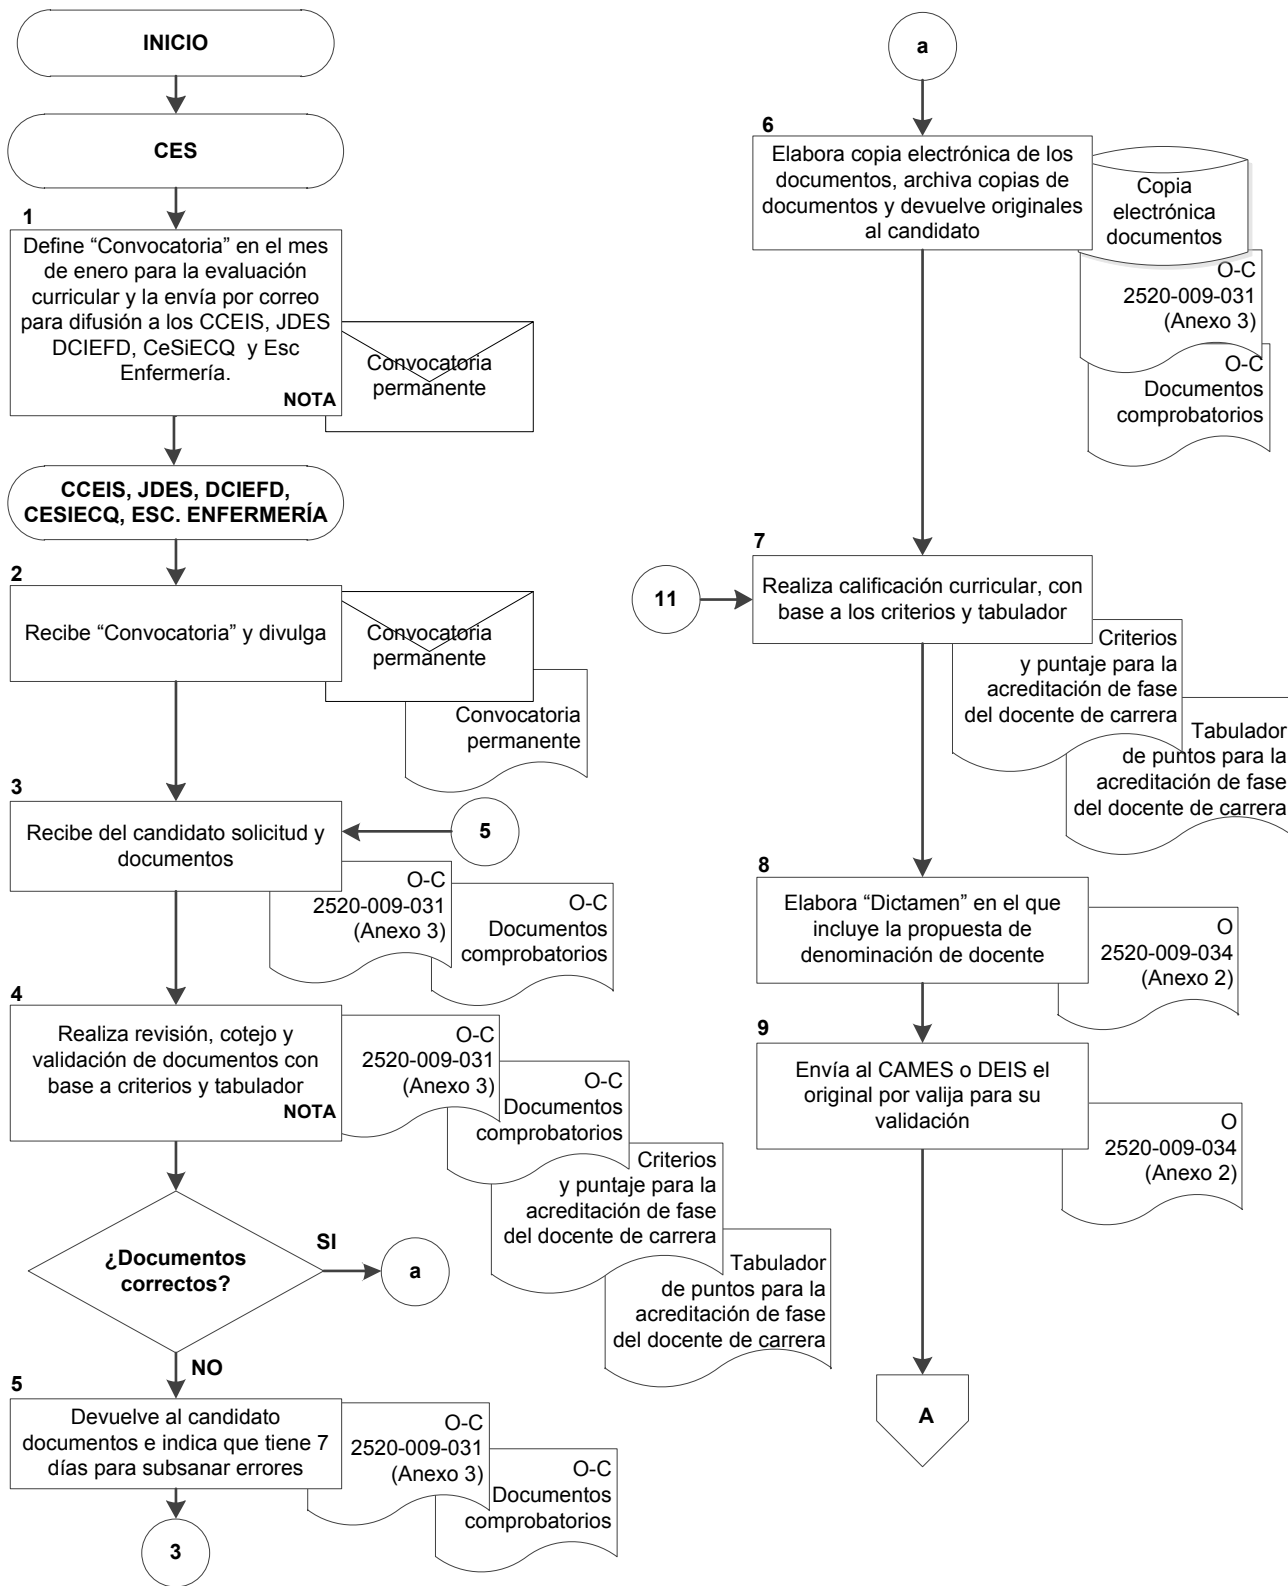 INICIO
CES
1
Define “Convocatoria” en el mes
de enero para la evaluación
curricular y la envía por correo
para difusión a los CCEIS, JDES
DCIEFD, CeSiECQ  y Esc
Enfermería.
NOTA
Convocatoria
permanente
CCEIS, JDES, DCIEFD,
CESIECQ, ESC. ENFERMERÍA
2
Recibe “Convocatoria” y divulga
Convocatoria
permanente
Convocatoria
permanente
3
Recibe del candidato solicitud y
documentos
5
O-C
2520-009-031
(Anexo 3)
O-C
Documentos
comprobatorios
4
Realiza revisión, cotejo y
validación de documentos con
base a criterios y tabulador
NOTA
O-C
2520-009-031
(Anexo 3)
O-C
Documentos
comprobatorios
Criterios
y puntaje para la
acreditación de fase
del docente de carrera
Tabulador
de puntos para la
acreditación de fase
del docente de carrera
¿Documentos
correctos?
SI
a
NO
5
Devuelve al candidato
documentos e indica que tiene 7
días para subsanar errores
O-C
2520-009-031
(Anexo 3)
O-C
Documentos
comprobatorios
3
a
6
Elabora copia electrónica de los
documentos, archiva copias de
documentos y devuelve originales
al candidato
Copia
electrónica
documentos
O-C
2520-009-031
(Anexo 3)
O-C
Documentos
comprobatorios
7
11
Realiza calificación curricular, con
base a los criterios y tabulador
Criterios
y puntaje para la
acreditación de fase
del docente de carrera
Tabulador
de puntos para la
acreditación de fase
del docente de carrera
8
Elabora “Dictamen” en el que
incluye la propuesta de
denominación de docente
O
2520-009-034
(Anexo 2)
9
Envía al CAMES o DEIS el
original por valija para su
validación
O
2520-009-034
(Anexo 2)
A